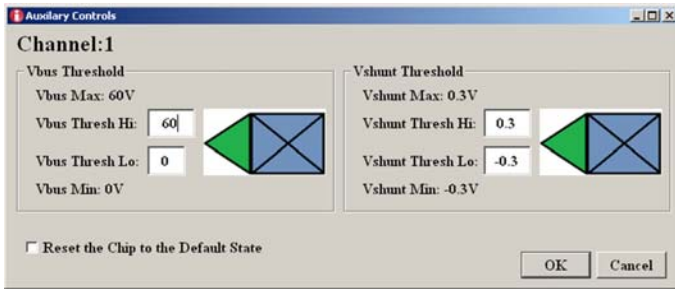 Auxilary Controls
Channel:1
Vbus Threshold
Vbus Max: 60V
Vbus Thresh Hi: 60
Vbus Thresh Lo: 0
Vbus Min: 0V
Vshunt Threshold
Vshunt Max: 0.3V
Vshunt Thresh Hi: 0.3
Vshunt Thresh Lo: -0.3
Vshunt Min: -0.3V
Reset the Chip to the Default State
OK Cancel